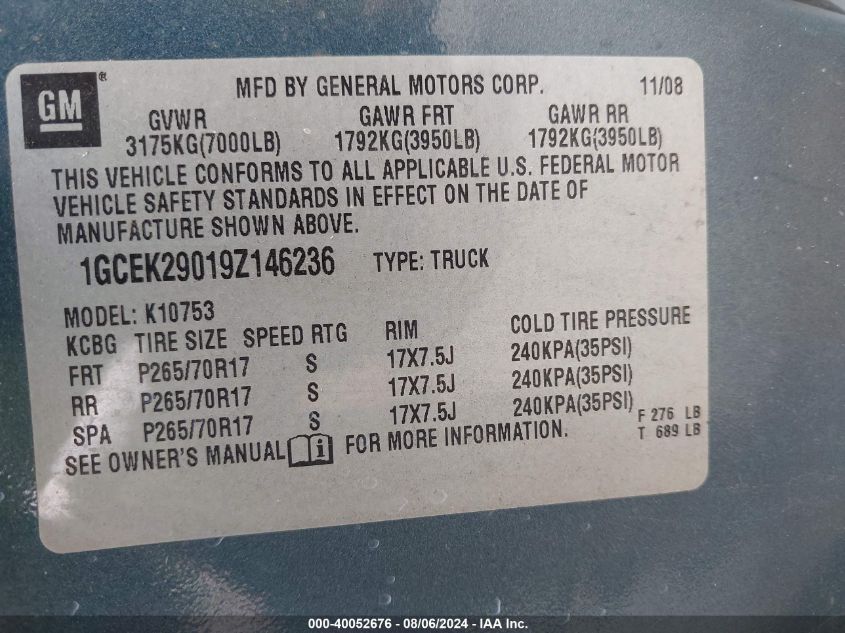 GM ® MFD BY GENERAL MOTORS CORP. 11/08
GVWR GAWR FRT GAWR RR
3175KG(7000LB) 1792KG(3950LB) 1792KG(3950LB)
THIS VEHICLE CONFORMS TO ALL APPLICABLE U.S. FEDERAL MOTOR
VEHICLE SAFETY STANDARDS IN EFFECT ON THE DATE OF
MANUFACTURE SHOWN ABOVE.
1GCEK29019Z146236 TYPE: TRUCK
MODEL: K10753
KCBG TIRE SIZE SPEED RTG RIM COLD TIRE PRESSURE
FRT P265/70R17 S 17X7.5J 240KPA(35PSI)
RR P265/70R17 S 17X7.5J 240KPA(35PSI)
SPA P265/70R17 S 17X7.5J 240KPA(35PSI)
SEE OWNER'S MANUAL i FOR MORE INFORMATION.
F 276 LB
T 689 LB
000-40052676 - 08/06/2024 - IAA Inc.